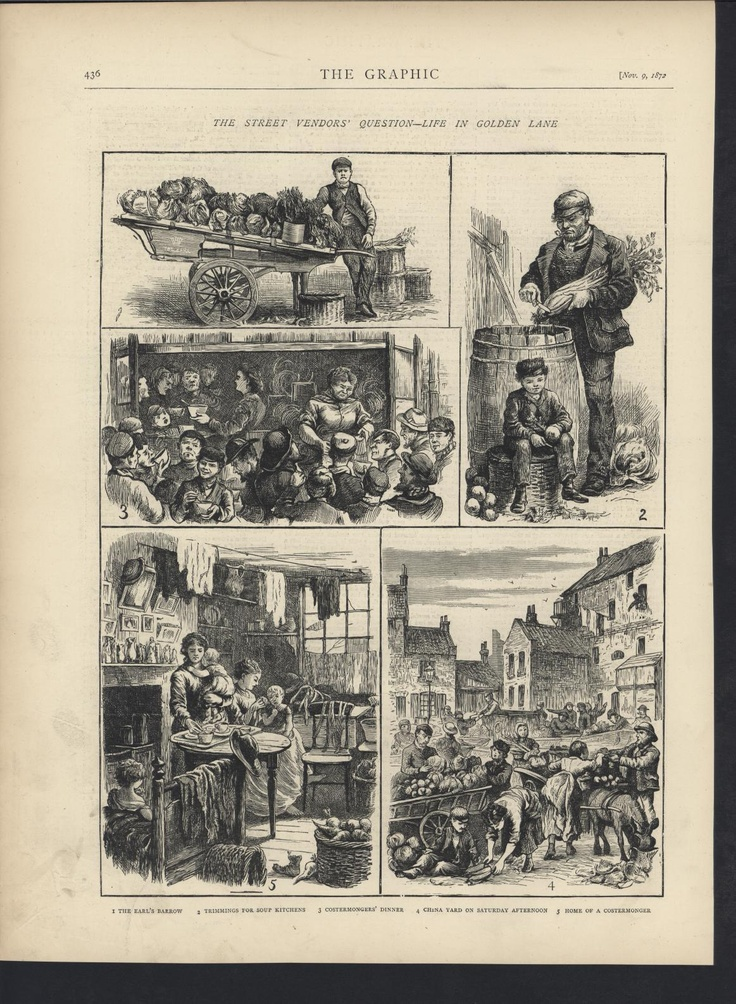 436
THE GRAPHIC
[Nov. 9, 1872
THE STREET VENDORS' QUESTION—LIFE IN GOLDEN LANE
1
2
3
5
4
1 THE EARL'S BARROW 2 TRIMMINGS FOR SOUP KITCHENS 3 COSTERMONGERS' DINNER 4 CHINA YARD ON SATURDAY AFTERNOON 5 HOME OF A COSTERMONGER